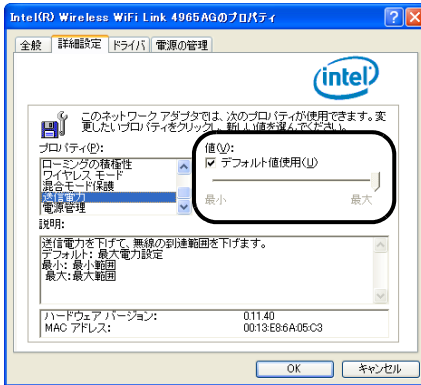 Intel(R) Wireless WiFi Link 4965AGのプロパティ
全般 詳細設定 ドライバ 電源の管理
intel
このネットワーク アダプタでは、次のプロパティが使用できます。変
更したいプロパティをクリックし、新しい値を選んでください。
プロパティ(P):
ローミングの積極性
ワイヤレス モード
混合モード保護
送信電力
電源管理
値(V):
デフォルト値使用(U)
最小 最大
説明:
送信電力を下げて、無線の到達範囲を下げます。
デフォルト: 最大電力設定
最小: 最小範囲
最大:最大範囲
ハードウェア バージョン: 0.11.40
MAC アドレス: 00:13:E8:6A:05:C3
OK キャンセル